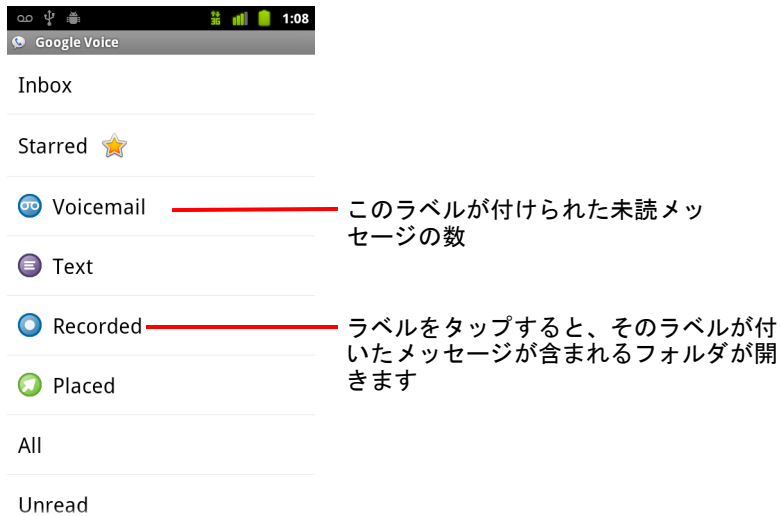 1:08
Google Voice
Inbox
Starred
Voicemail
このラベルが付けられた未読メッ
セージの数
Text
Recorded
ラベルをタップすると、そのラベルが付
いたメッセージが含まれるフォルダが開
きます
Placed
All
Unread